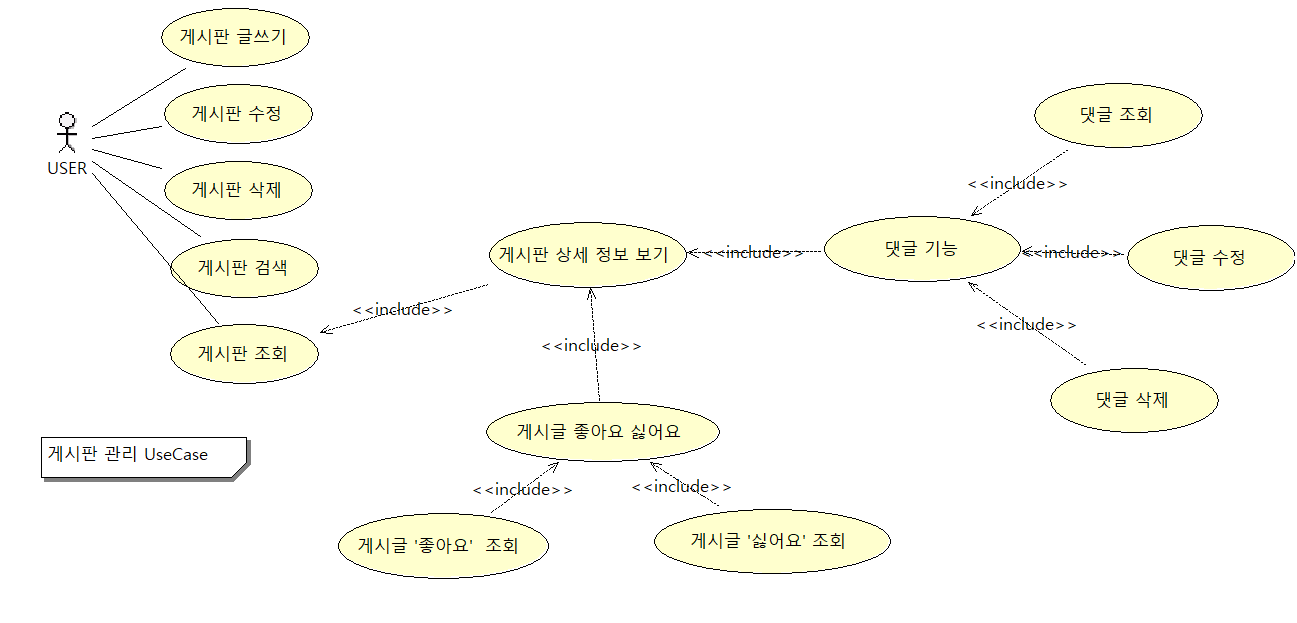 게시판 글쓰기
게시판 수정
댓글 조회
USER
<<include>>
게시판 삭제
게시판 상세 정보 보기
<<include>>
댓글 기능
<<include>>
댓글 수정
게시판 검색
<<include>>
<<include>>
<<include>>
게시판 조회
댓글 삭제
게시글 좋아요 싫어요
게시판 관리 UseCase
<<include>>
<<include>>
게시글 '좋아요' 조회
게시글 '싫어요' 조회